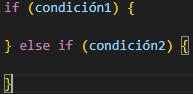 if (condición1) {
} else if (condición2) {
}